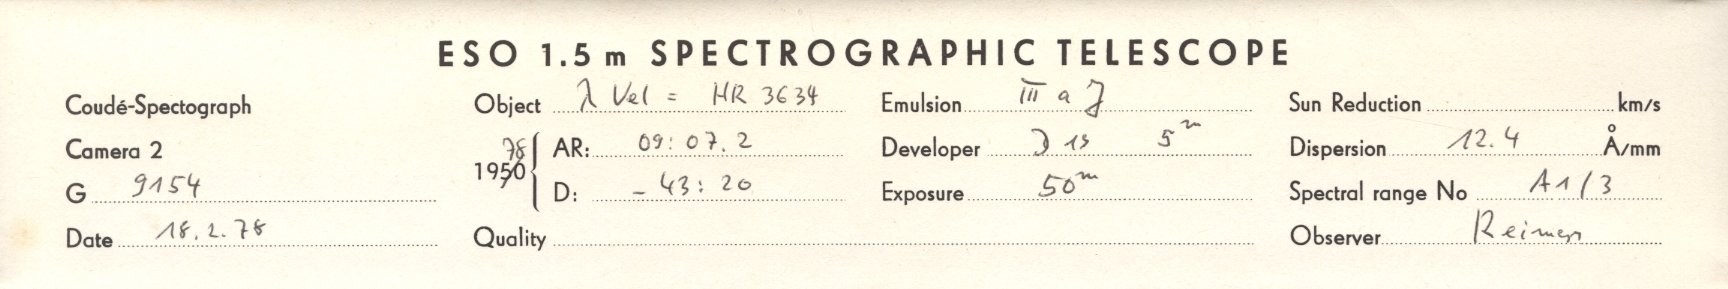 ESO 1.5 m SPECTROGRAPHIC TELESCOPE
Coudé-Spectograph Object λ Vel = HR 3634 Emulsion III a J Sun Reduction km/s
Camera 2 1950 78 AR: 09: 07.2 Developer D 19 5m Dispersion 12.4 Å/mm
G 9154 D: - 43: 20 Exposure 50m Spectral range No A1/3
Date 18.2.78 Quality Observer Reimers